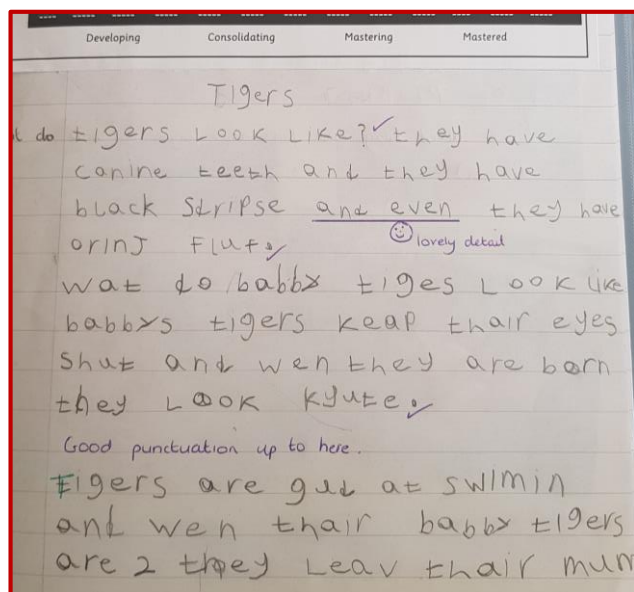 Developing Consolidating Mastering Mastered
Tigers
do tigers look like? they have
canine teeth and they have
black stripse and even they have
lovely detail
orinj flut.
wat do babby tiges look like
babbys tigers keap thair eyes
shut and wen they are born
they look kyute.
Good punctuation up to here.
Tigers are gud at swimin
and wen thair babby tigers
are 2 they leav thair mum